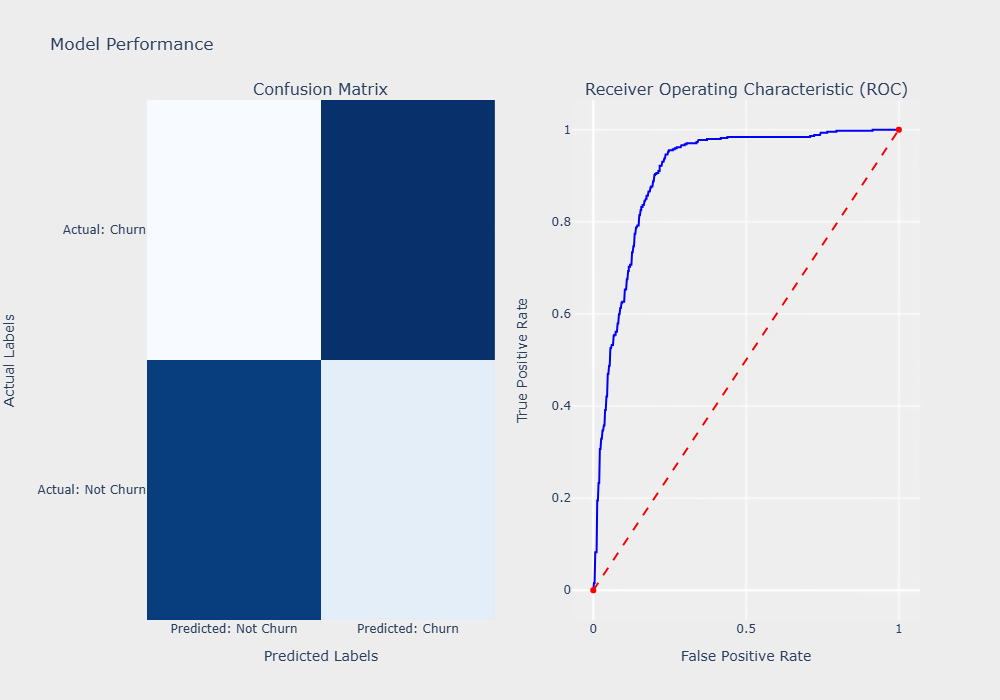 Model Performance
Confusion Matrix
Actual Labels
Actual: Churn
Actual: Not Churn
Predicted: Not Churn
Predicted: Churn
Predicted Labels
Receiver Operating Characteristic (ROC)
True Positive Rate
1
0.8
0.6
0.4
0.2
0
0
0.5
1
False Positive Rate